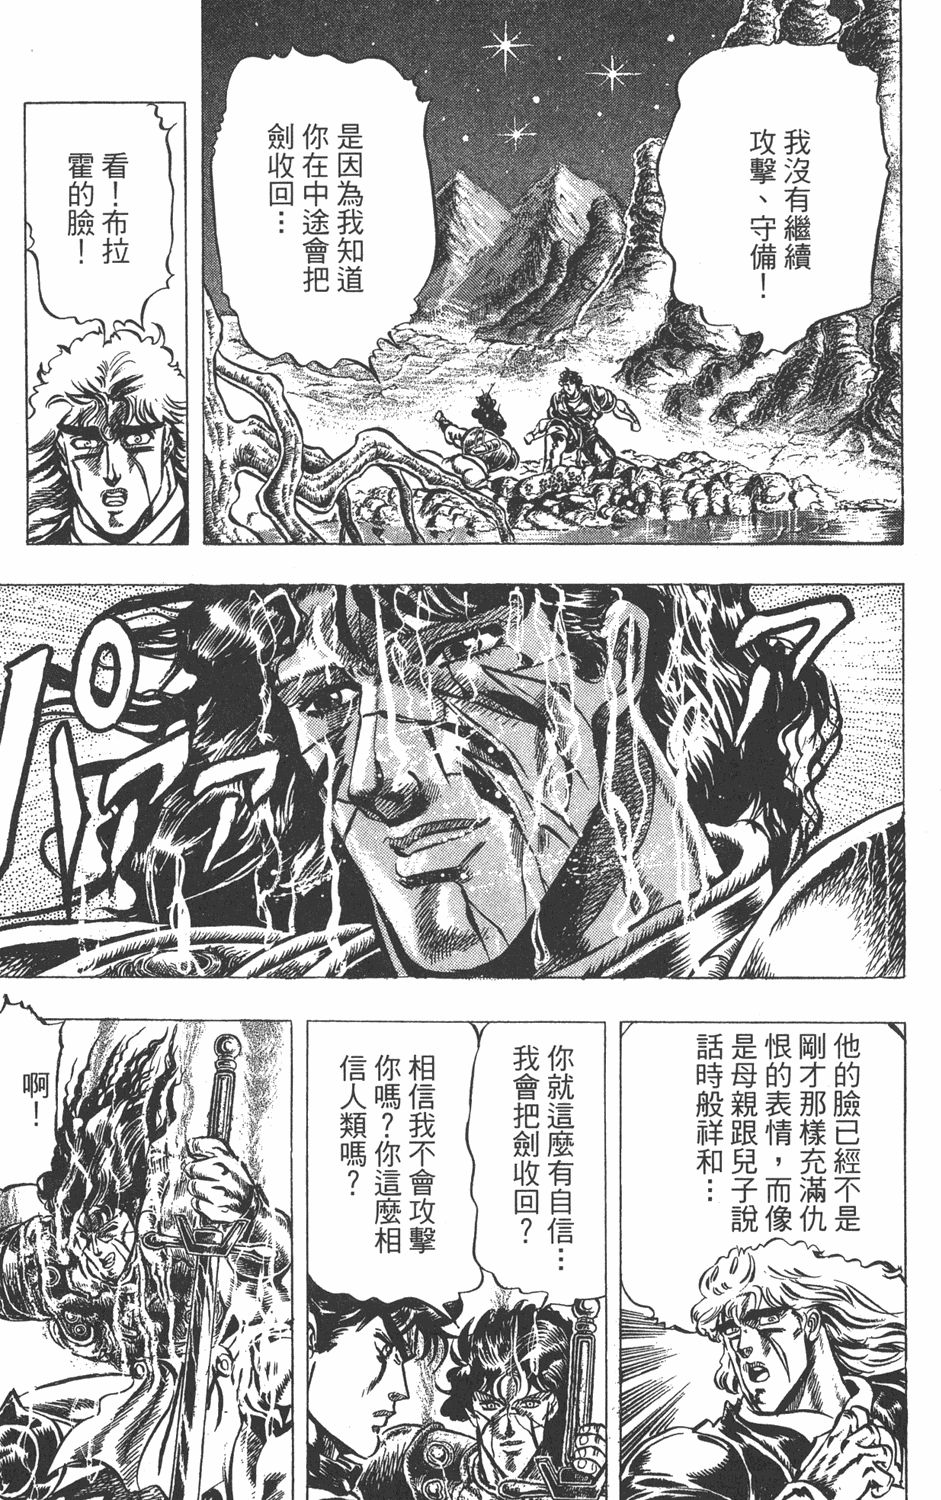 我沒有繼續
攻擊、守備！
是因為我知道
你在中途會把
劍收回…
看！布拉
霍的臉！
パアアァ
他的臉已經不是
剛才那樣充滿仇
恨的表情，而像
是母親跟兒子說
話時般祥和…
你就這麼有自信…
我會把劍收回？
相信我不會攻擊
你嗎？你這麼相
信人類嗎？
啊！